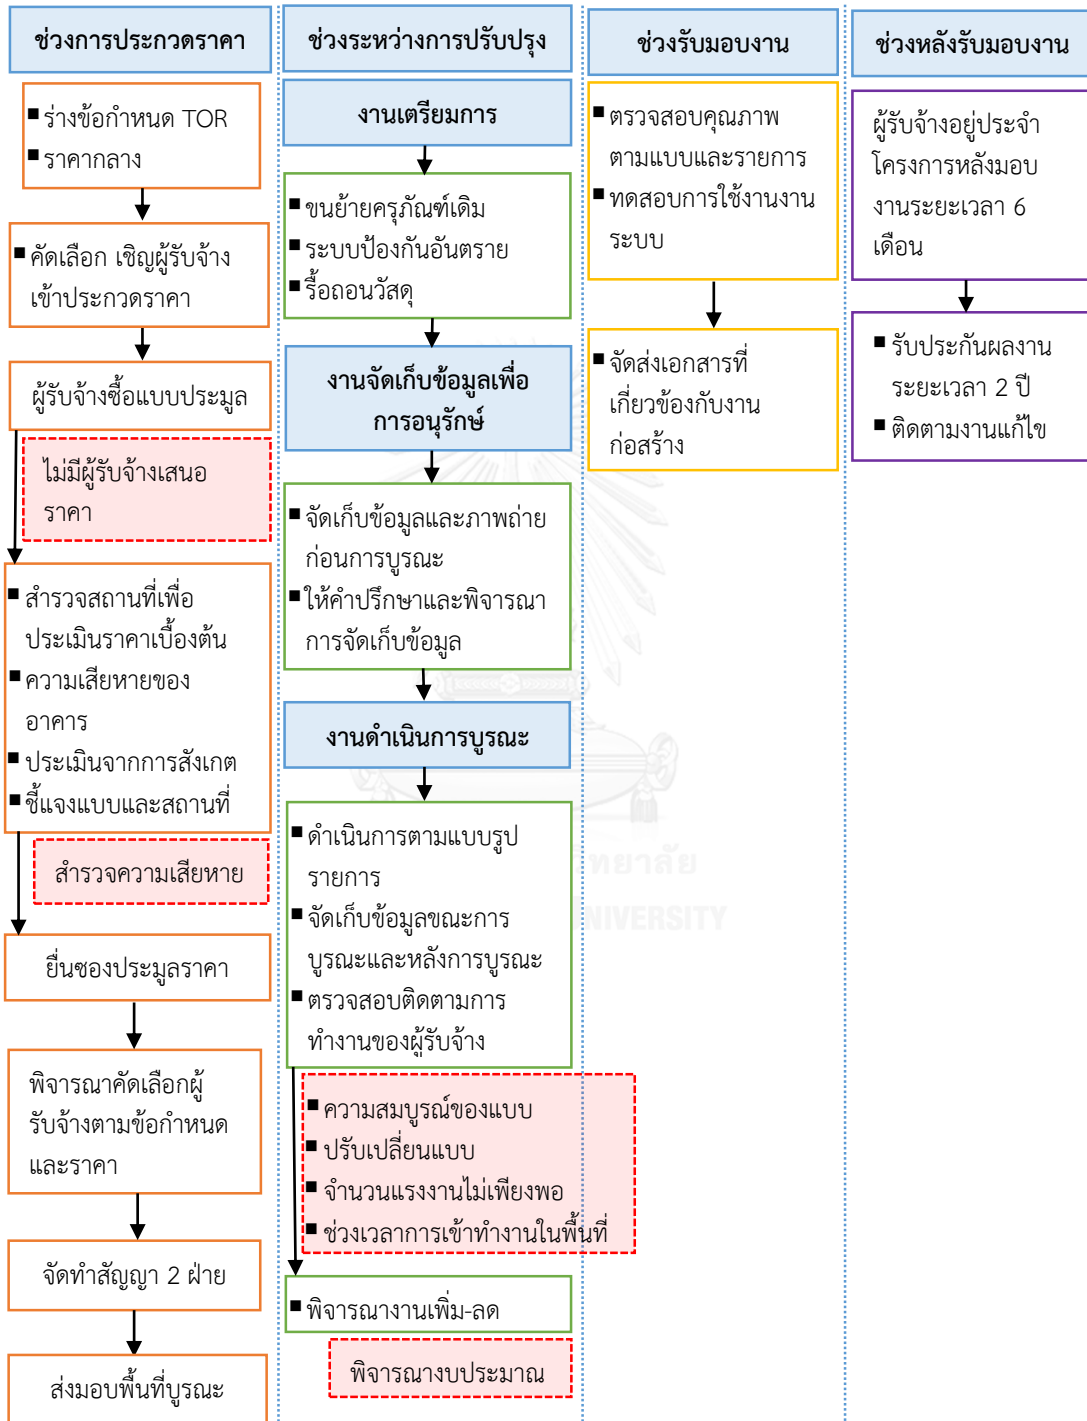 ช่วงการประกวดราคา
ร่างข้อกำหนด TOR
ราคากลาง
คัดเลือก เชิญผู้รับจ้าง
เข้าประกวดราคา
ผู้รับจ้างซื้อแบบประมูล
ไม่มีผู้รับจ้างเสนอ
ราคา
สำรวจสถานที่เพื่อ
ประเมินราคาเบื้องต้น
ความเสียหายของ
อาคาร
ประเมินจากการสังเกต
ชี้แจงแบบและสถานที่
สำรวจความเสียหาย
ยื่นซองประมูลราคา
พิจารณาคัดเลือกผู้
รับจ้างตามข้อกำหนด
และราคา
จัดทำสัญญา 2 ฝ่าย
ส่งมอบพื้นที่บูรณะ
ช่วงระหว่างการปรับปรุง
งานเตรียมการ
ขนย้ายครุภัณฑ์เดิม
ระบบป้องกันอันตราย
รื้อถอนวัสดุ
งานจัดเก็บข้อมูลเพื่อ
การอนุรักษ์
จัดเก็บข้อมูลและภาพถ่าย
ก่อนการบูรณะ
ให้คำปรึกษาและพิจารณา
การจัดเก็บข้อมูล
งานดำเนินการบูรณะ
ดำเนินการตามแบบรูป
รายการ
จัดเก็บข้อมูลขณะการ
บูรณะและหลังการบูรณะ
ตรวจสอบติดตามการ
ทำงานของผู้รับจ้าง
ความสมบูรณ์ของแบบ
ปรับเปลี่ยนแบบ
จำนวนแรงงานไม่เพียงพอ
ช่วงเวลาการเข้าทำงานในพื้นที่
พิจารณางานเพิ่ม-ลด
พิจารณางบประมาณ
ช่วงรับมอบงาน
ตรวจสอบคุณภาพ
ตามแบบและรายการ
ทดสอบการใช้งานงาน
ระบบ
จัดส่งเอกสารที่
เกี่ยวข้องกับงาน
ก่อสร้าง
ช่วงหลังรับมอบงาน
ผู้รับจ้างอยู่ประจำ
โครงการหลังมอบ
งานระยะเวลา 6
เดือน
รับประกันผลงาน
ระยะเวลา 2 ปี
ติดตามงานแก้ไข
ทยาลัย
NIVERSITY